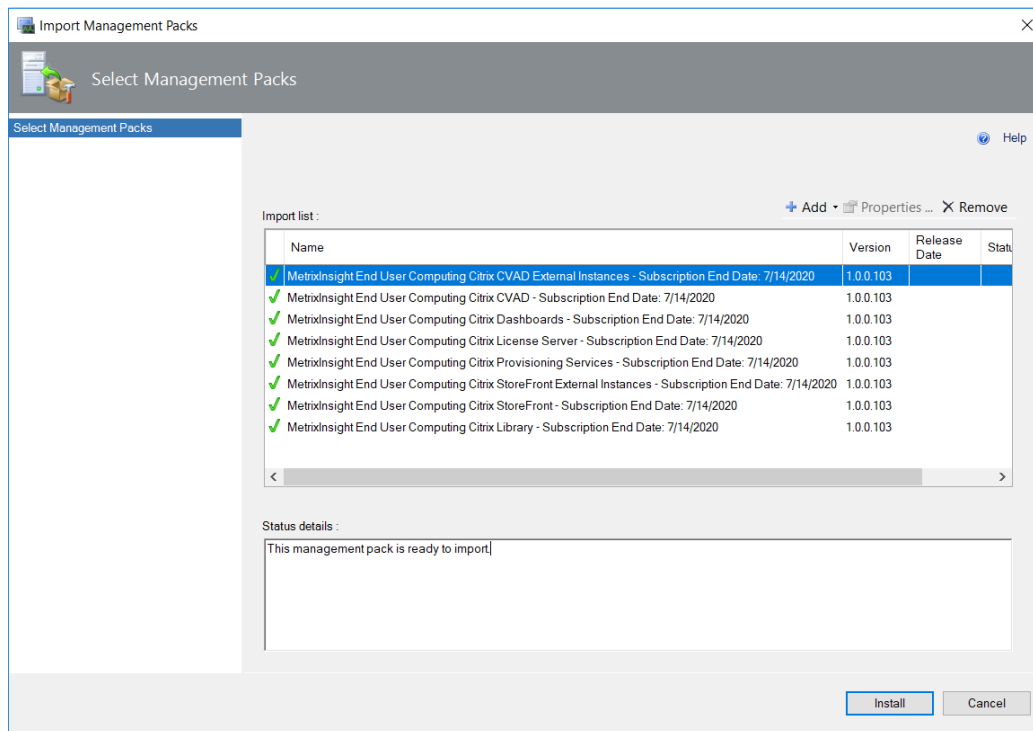 Import Management Packs
Select Management Packs
Select Management Packs
Help
Import list :
Add
Properties ...
Remove
Name
Version
Release
Date
Statu
MetrixInsight End User Computing Citrix CVAD External Instances - Subscription End Date: 7/14/2020 1.0.0.103
MetrixInsight End User Computing Citrix CVAD - Subscription End Date: 7/14/2020 1.0.0.103
MetrixInsight End User Computing Citrix Dashboards - Subscription End Date: 7/14/2020 1.0.0.103
MetrixInsight End User Computing Citrix License Server - Subscription End Date: 7/14/2020 1.0.0.103
MetrixInsight End User Computing Citrix Provisioning Services - Subscription End Date: 7/14/2020 1.0.0.103
MetrixInsight End User Computing Citrix StoreFront External Instances - Subscription End Date: 7/14/2020 1.0.0.103
MetrixInsight End User Computing Citrix StoreFront - Subscription End Date: 7/14/2020 1.0.0.103
MetrixInsight End User Computing Citrix Library - Subscription End Date: 7/14/2020 1.0.0.103
Status details :
This management pack is ready to import.
Install
Cancel